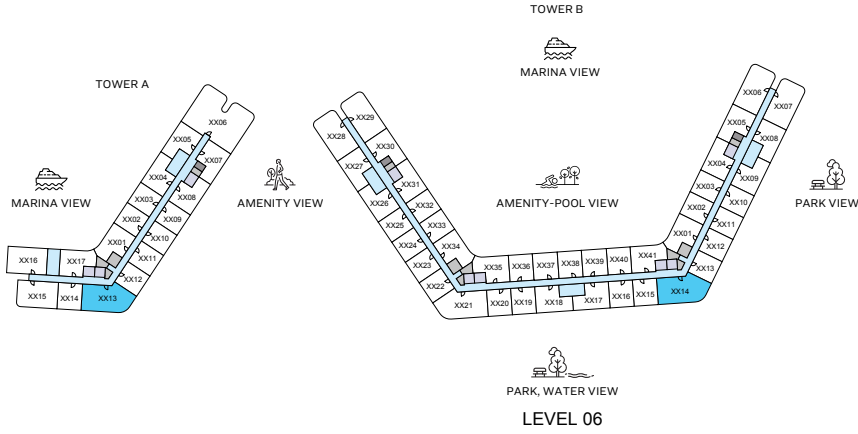 TOWER B
MARINA VIEW
TOWER A
XX06
XX05
XX07
XX04
XX08
XX03
XX09
XX02
XX10
XX01
XX11
XX12
XX16
XX17
XX15
XX14
XX13
MARINA VIEW
AMENITY VIEW
XX29
XX28
XX30
XX27
XX31
XX26
XX32
XX25
XX33
XX24
XX34
XX23
XX22
XX21
XX35
XX36
XX37
XX38
XX39
XX40
XX41
XX20
XX19
XX18
XX17
XX16
XX15
XX14
XX06
XX07
XX05
XX08
XX04
XX09
XX03
XX10
XX02
XX11
XX01
XX12
XX13
AMENITY-POOL VIEW
PARK VIEW
PARK, WATER VIEW
LEVEL 06